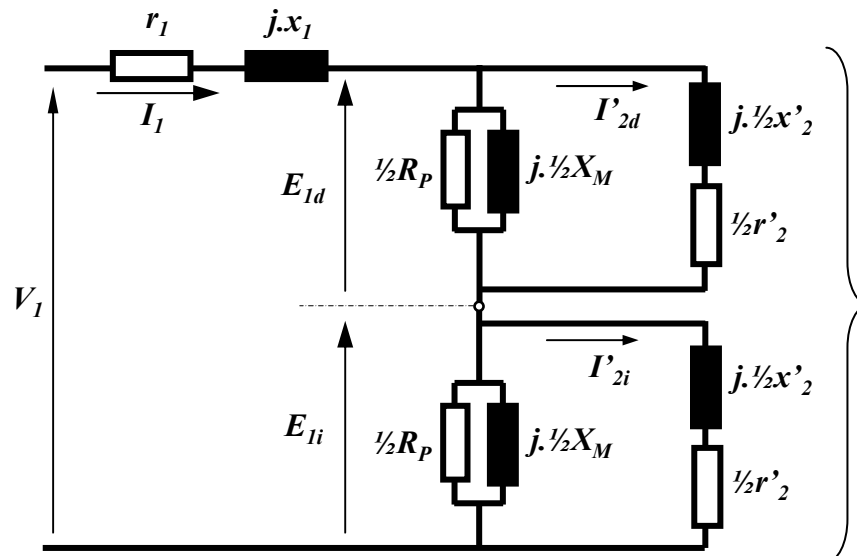 r1 j.x1
I1 I’2d j.½x’2
E1d ½RP j.½XM
½r’2
V1
I’2i j.½x’2
E1i ½RP j.½XM
½r’2